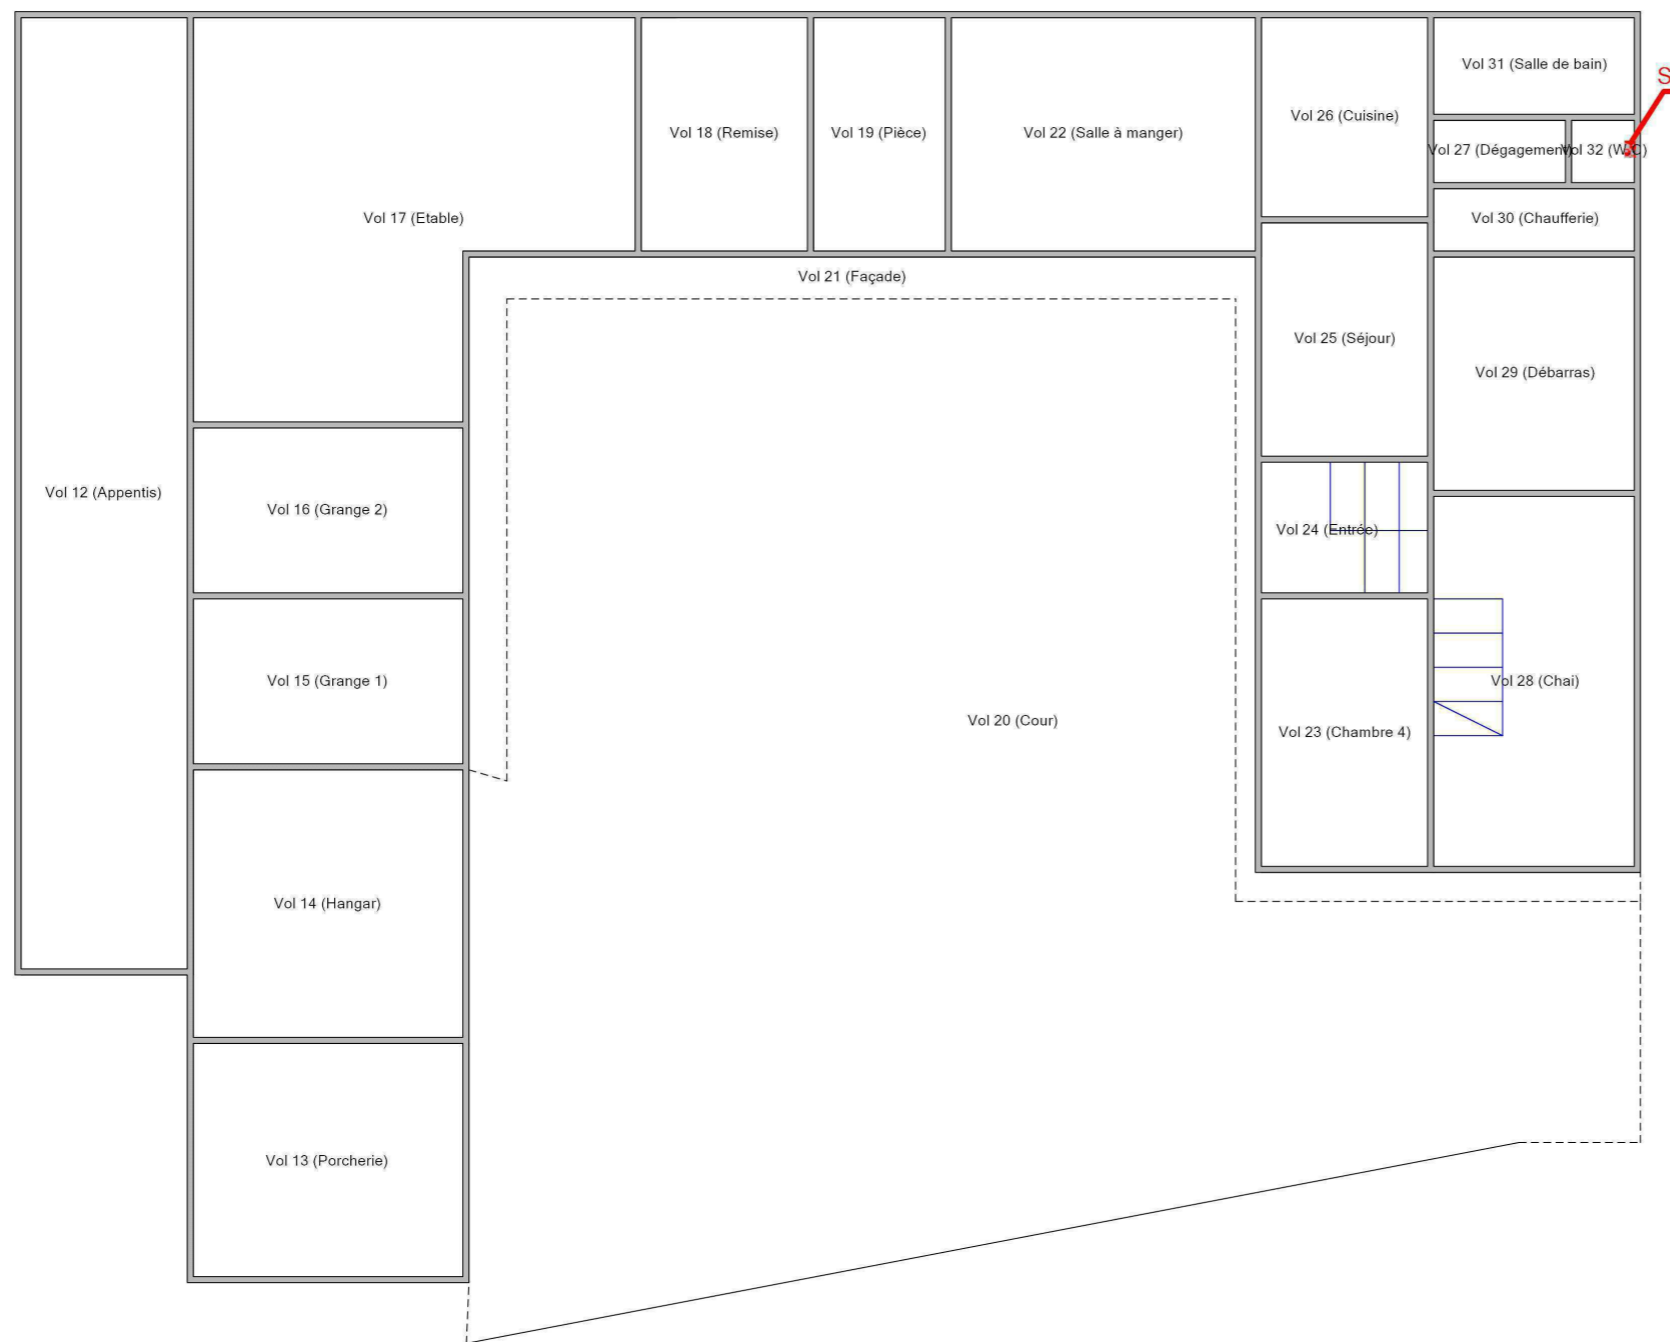 Vol 31 (Salle de bain)
S
Vol 26 (Cuisine)
Vol 18 (Remise)
Vol 19 (Pièce)
Vol 22 (Salle à manger)
Vol 27 (Dégagement)
Vol 32 (W.C)
Vol 17 (Etable)
Vol 30 (Chaufferie)
Vol 21 (Façade)
Vol 25 (Séjour)
Vol 29 (Débarras)
Vol 12 (Appentis)
Vol 16 (Grange 2)
Vol 24 (Entrée)
Vol 15 (Grange 1)
Vol 28 (Chai)
Vol 20 (Cour)
Vol 23 (Chambre 4)
Vol 14 (Hangar)
Vol 13 (Porcherie)